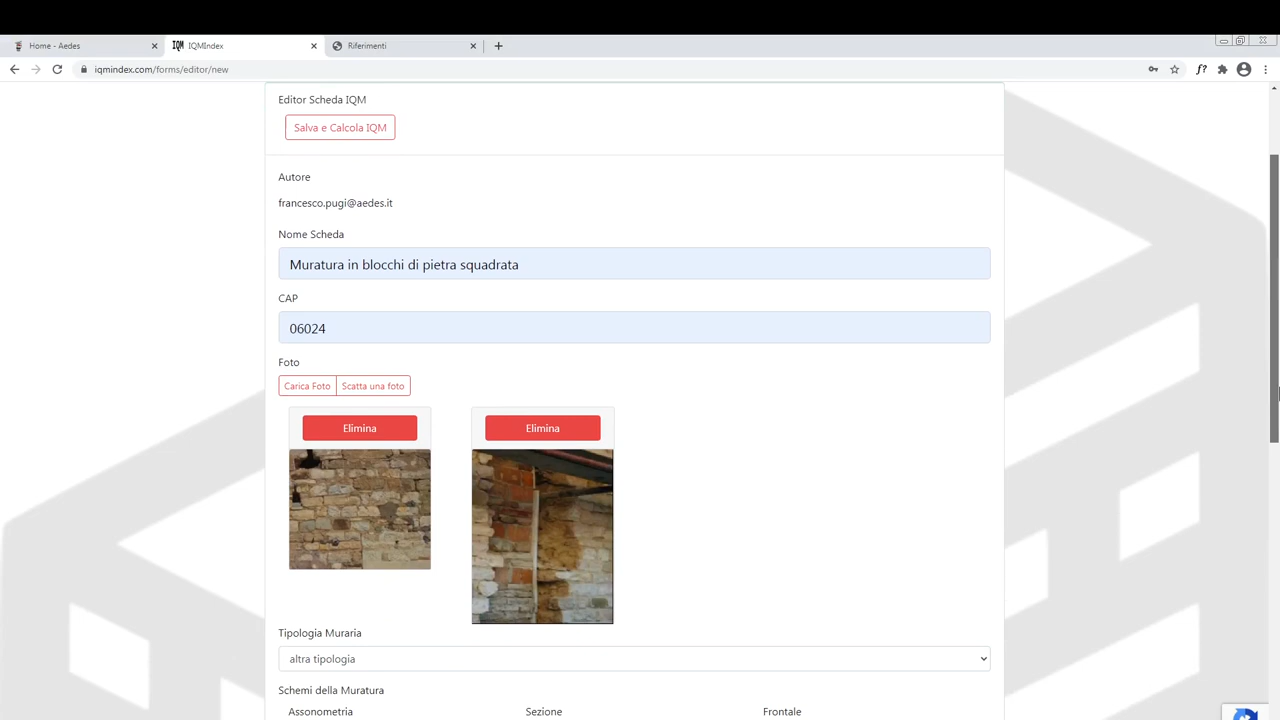 Home - Aedes
IQM IQMIndex
Riferimenti
iqmindex.com/forms/editor/new
f?
Editor Scheda IQM
Salva e Calcola IQM
Autore
francesco.pugi@aedes.it
Nome Scheda
Muratura in blocchi di pietra squadrata
CAP
06024
Foto
Carica Foto Scatta una foto
Elimina Elimina
Tipologia Muraria
altra tipologia
Schemi della Muratura
Assonometria Sezione Frontale